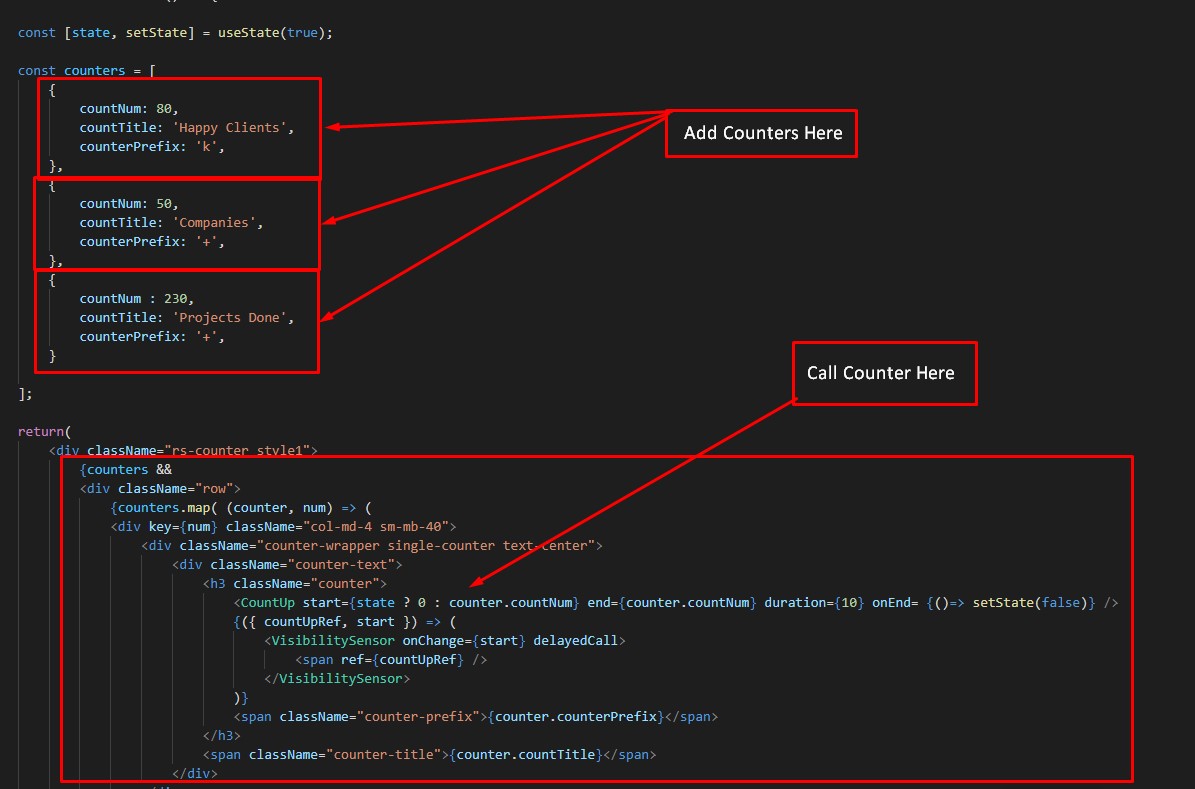 const [state, setState] = useState(true);
const counters = [
{
countNum: 80,
countTitle: 'Happy Clients',
counterPrefix: 'k',
},
{
countNum: 50,
countTitle: 'Companies',
counterPrefix: '+',
},
{
countNum : 230,
countTitle: 'Projects Done',
counterPrefix: '+',
}
];
Add Counters Here
Call Counter Here
return(
<div className="rs-counter style1">
{counters &&
<div className="row">
{counters.map( (counter, num) => (
<div key={num} className="col-md-4 sm-mb-40">
<div className="counter-wrapper single-counter text-center">
<div className="counter-text">
<h3 className="counter">
<CountUp start={state ? 0 : counter.countNum} end={counter.countNum} duration={10} onEnd= {()=> setState(false)} />
{({ countUpRef, start }) => (
<VisibilitySensor onChange={start} delayedCall>
<span ref={countUpRef} />
</VisibilitySensor>
)}
<span className="counter-prefix">{counter.counterPrefix}</span>
</h3>
<span className="counter-title">{counter.countTitle}</span>
</div>